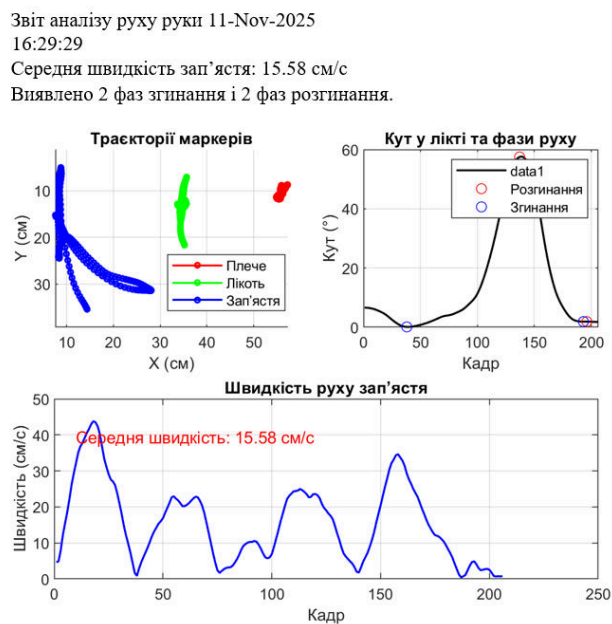 Звіт аналізу руху руки 11-Nov-2025
16:29:29
Середня швидкість зап’ястя: 15.58 см/с
Виявлено 2 фаз згинання і 2 фаз розгинання.
Траєкторії маркерів
Y (см)
10
20
30
Плече
Лікоть
Зап’ястя
10 20 30 40 50
X (см)
Кут у лікті та фази руху
Кут (°)
60
40
20
0
data1
Розгинання
Згинання
0 50 100 150 200
Кадр
Швидкість руху зап’ястя
Швидкість (см/с)
50
40
30
20
10
0
Середня швидкість: 15.58 см/с
0 50 100 150 200 250
Кадр